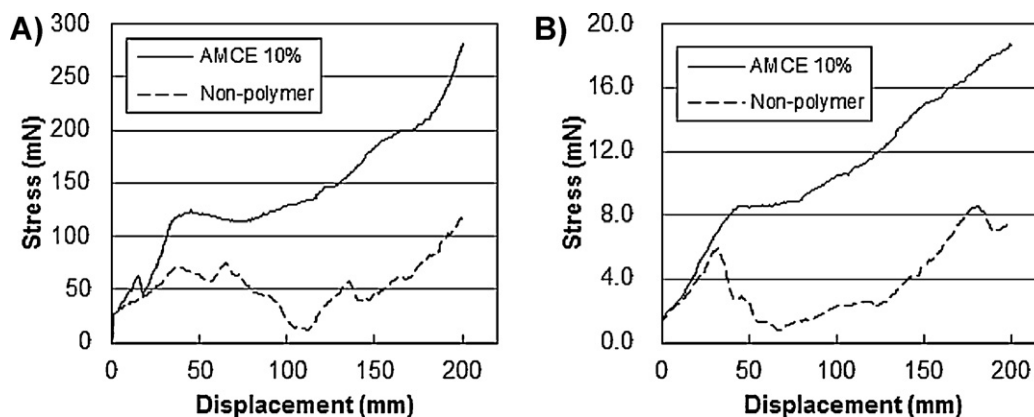 A)
300
250
200
150
100
50
0
Stress (mN)
AMCE 10%
Non-polymer
0 50 100 150 200
Displacement (mm)
B)
20.0
16.0
12.0
8.0
4.0
0.0
Stress (mN)
AMCE 10%
Non-polymer
0 50 100 150 200
Displacement (mm)